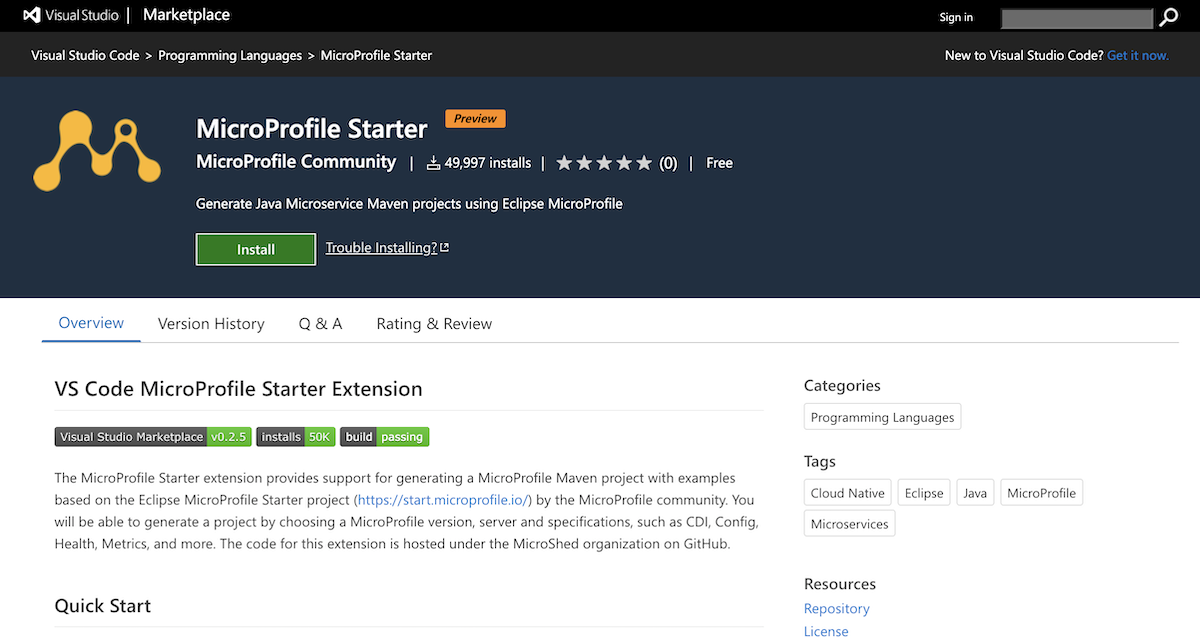 Visual Studio | Marketplace
Sign in
Visual Studio Code > Programming Languages > MicroProfile Starter
New to Visual Studio Code? Get it now.
MicroProfile Starter
Preview
MicroProfile Community | 49,997 installs | (0) | Free
Generate Java Microservice Maven projects using Eclipse MicroProfile
Install
Trouble Installing?
Overview
Version History
Q & A
Rating & Review
VS Code MicroProfile Starter Extension
Visual Studio Marketplace v0.2.5
installs 50K
build passing
The MicroProfile Starter extension provides support for generating a MicroProfile Maven project with examples
based on the Eclipse MicroProfile Starter project (https://start.microprofile.io/) by the MicroProfile community. You
will be able to generate a project by choosing a MicroProfile version, server and specifications, such as CDI, Config,
Health, Metrics, and more. The code for this extension is hosted under the MicroShed organization on GitHub.
Quick Start
Categories
Programming Languages
Tags
Cloud Native
Eclipse
Java
MicroProfile
Microservices
Resources
Repository
License